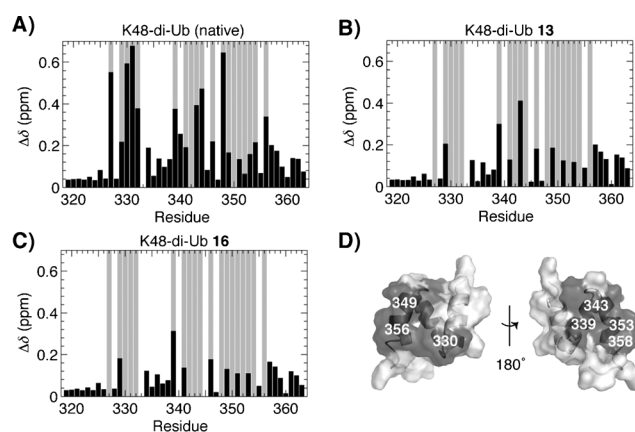 A)
K48-di-Ub (native)
0.6
0.4
0.2
0
Δδ (ppm)
320 330 340 350 360
Residue
B)
K48-di-Ub 13
0.6
0.4
0.2
0
Δδ (ppm)
320 330 340 350 360
Residue
C)
K48-di-Ub 16
0.6
0.4
0.2
0
Δδ (ppm)
320 330 340 350 360
Residue
D)
349
356
330
180°
343
339
353
358